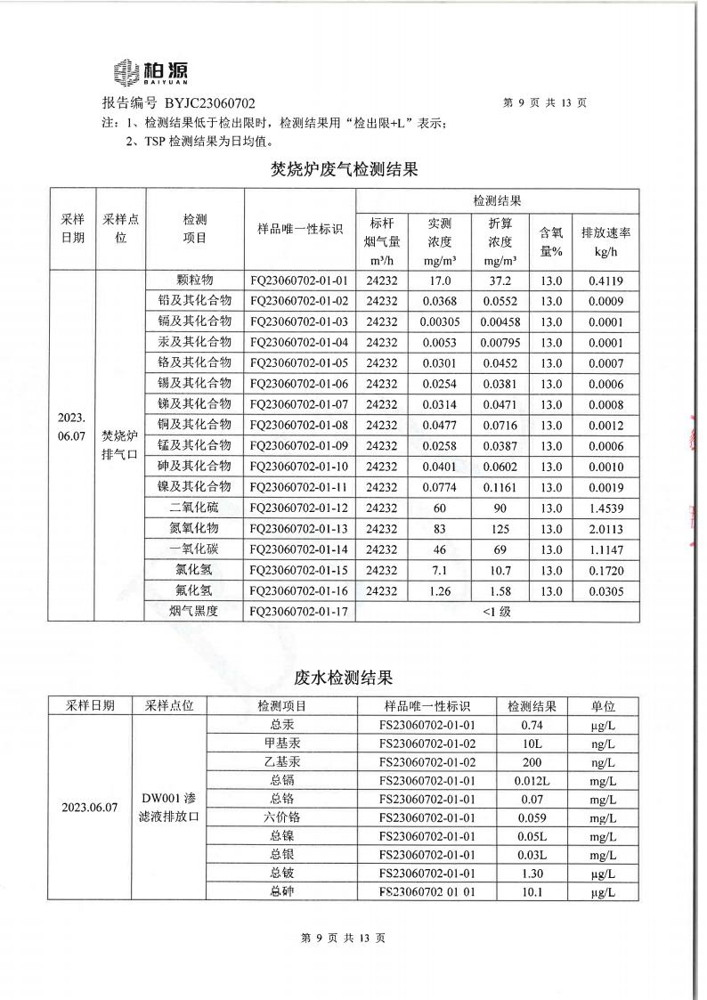 柏源
BAIYUAN
报告编号 BYJC23060702 第 9 页 共 13 页
注：1、检测结果低于检出限时，检测结果用“检出限+L”表示；
2、TSP 检测结果为日均值。
焚烧炉废气检测结果
采样日期 采样点位 检测项目 样品唯一性标识 检测结果
标杆烟气量 m³/h 实测浓度 mg/m³ 折算浓度 mg/m³ 含氧量% 排放速率 kg/h
2023.06.07 焚烧炉排气口
颗粒物 FQ23060702-01-01 24232 17.0 37.2 13.0 0.4119
铅及其化合物 FQ23060702-01-02 24232 0.0368 0.0552 13.0 0.0009
镉及其化合物 FQ23060702-01-03 24232 0.00305 0.00458 13.0 0.0001
汞及其化合物 FQ23060702-01-04 24232 0.0053 0.00795 13.0 0.0001
铬及其化合物 FQ23060702-01-05 24232 0.0301 0.0452 13.0 0.0007
锡及其化合物 FQ23060702-01-06 24232 0.0254 0.0381 13.0 0.0006
锑及其化合物 FQ23060702-01-07 24232 0.0314 0.0471 13.0 0.0008
铜及其化合物 FQ23060702-01-08 24232 0.0477 0.0716 13.0 0.0012
锰及其化合物 FQ23060702-01-09 24232 0.0258 0.0387 13.0 0.0006
砷及其化合物 FQ23060702-01-10 24232 0.0401 0.0602 13.0 0.0010
镍及其化合物 FQ23060702-01-11 24232 0.0774 0.1161 13.0 0.0019
二氧化硫 FQ23060702-01-12 24232 60 90 13.0 1.4539
氮氧化物 FQ23060702-01-13 24232 83 125 13.0 2.0113
一氧化碳 FQ23060702-01-14 24232 46 69 13.0 1.1147
氯化氢 FQ23060702-01-15 24232 7.1 10.7 13.0 0.1720
氟化氢 FQ23060702-01-16 24232 1.26 1.58 13.0 0.0305
烟气黑度 FQ23060702-01-17 <1 级
废水检测结果
采样日期 采样点位 检测项目 样品唯一性标识 检测结果 单位
2023.06.07 DW001 渗滤液排放口
总汞 FS23060702-01-01 0.74 μg/L
甲基汞 FS23060702-01-02 10L ng/L
乙基汞 FS23060702-01-02 200 ng/L
总镉 FS23060702-01-01 0.012L mg/L
总铬 FS23060702-01-01 0.07 mg/L
六价铬 FS23060702-01-01 0.059 mg/L
总镍 FS23060702-01-01 0.05L mg/L
总银 FS23060702-01-01 0.03L mg/L
总铍 FS23060702-01-01 1.30 μg/L
总砷 FS23060702 01 01 10.1 μg/L
第 9 页 共 13 页